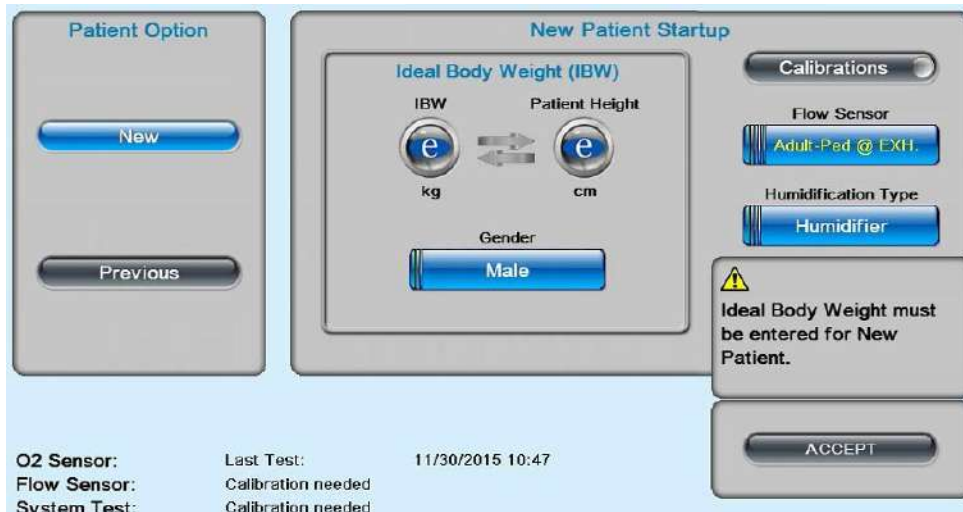 Patient Option
New
Previous
New Patient Startup
Ideal Body Weight (IBW)
IBW
Patient Height
e
e
kg
cm
Gender
Male
Calibrations
Flow Sensor
Adult-Ped @ EXH.
Humidification Type
Humidifier
Ideal Body Weight must
be entered for New
Patient.
ACCEPT
O2 Sensor: Last Test: 11/30/2015 10:47
Flow Sensor: Calibration needed
System Test: Calibration needed